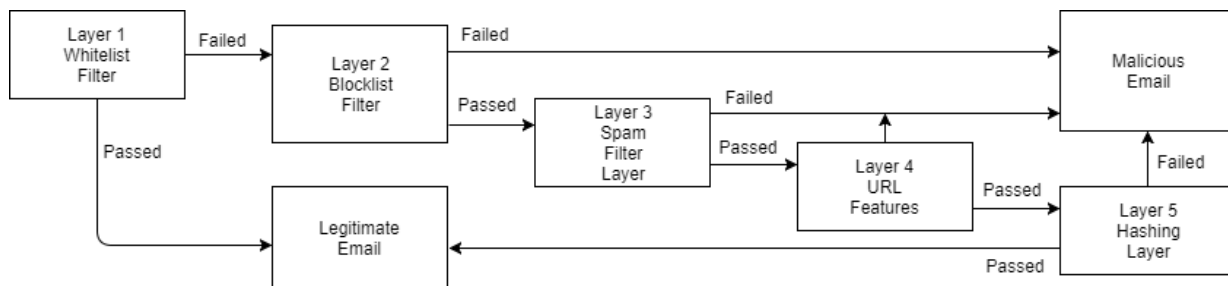 Layer 1
Whitelist
Filter
Failed
Layer 2
Blocklist
Filter
Failed
Malicious
Email
Passed
Layer 3
Spam
Filter
Layer
Failed
Passed
Layer 4
URL
Features
Passed
Failed
Layer 5
Hashing
Layer
Passed
Legitimate
Email
Passed